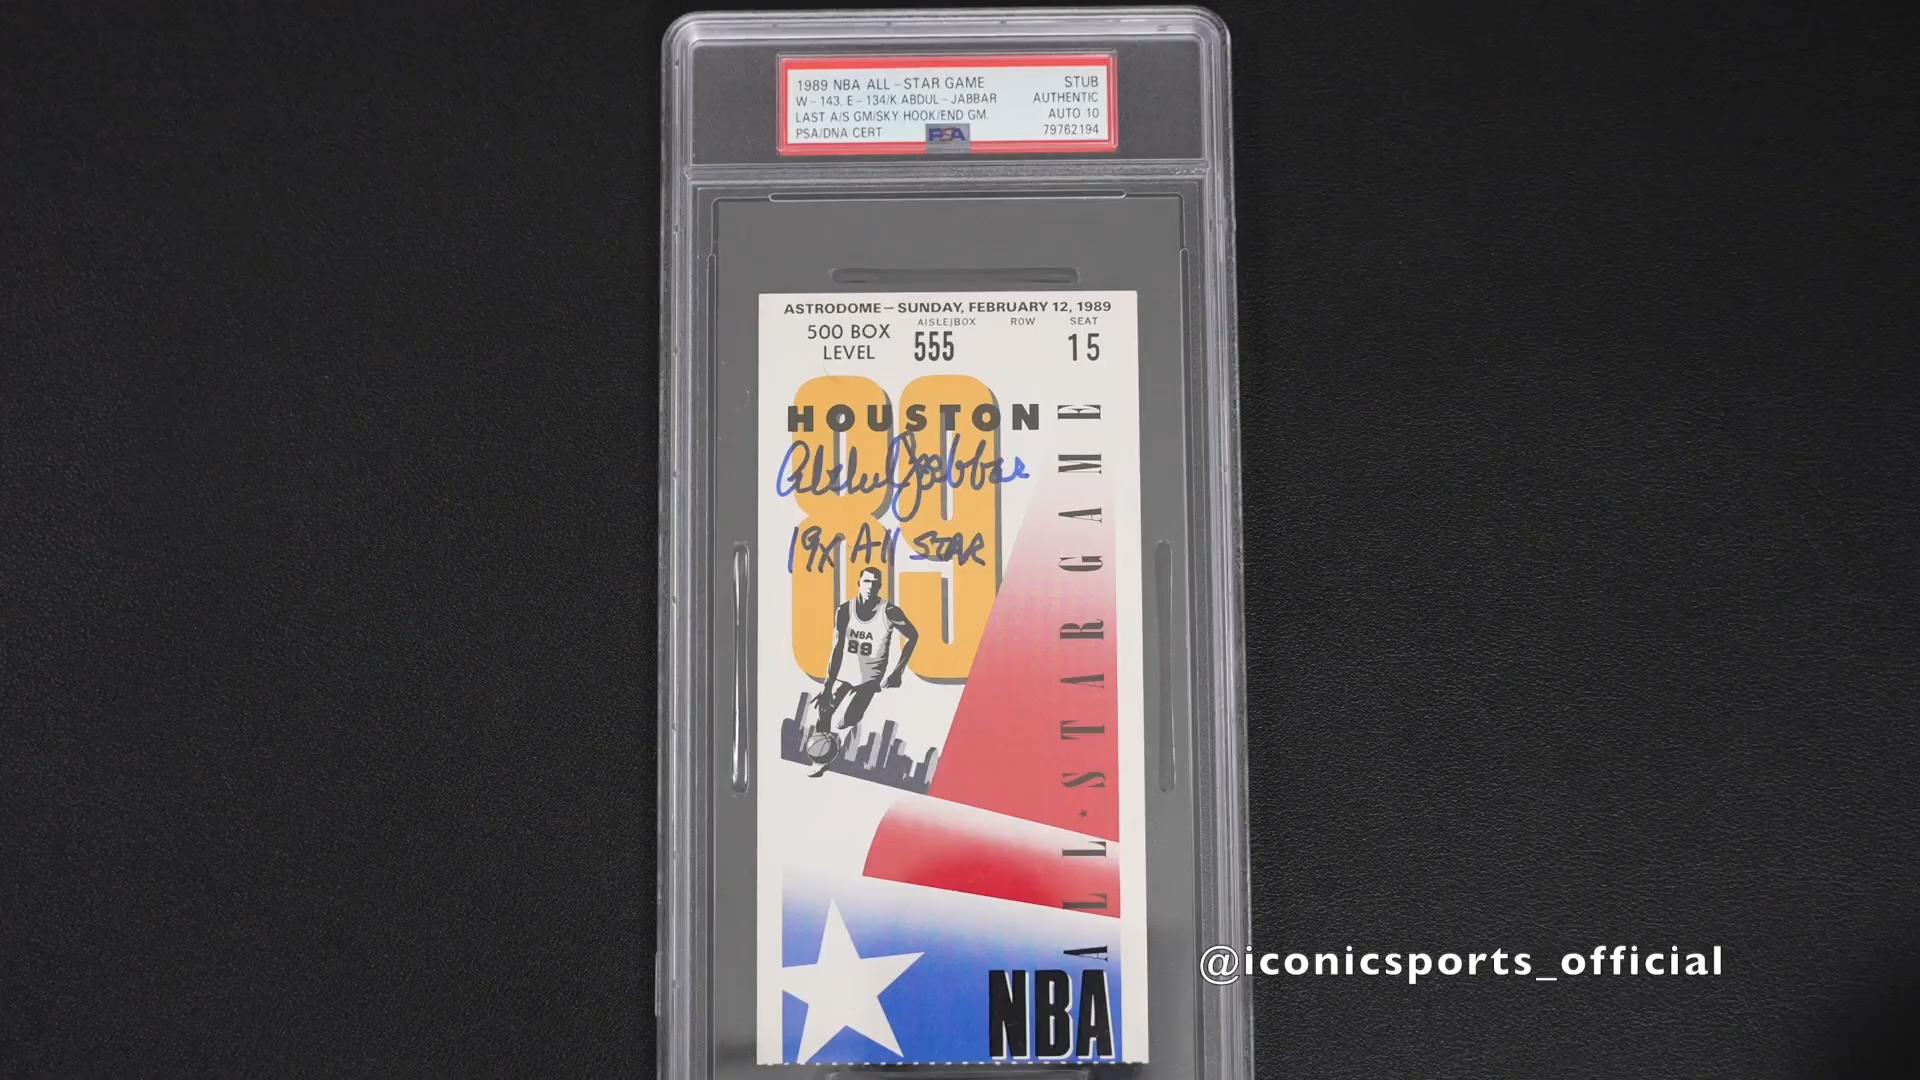 1989 NBA ALL-STAR GAME STUB
W-143, E-134/K.ABDUL-JABBAR AUTHENTIC
LAST A/S GM/SKY HOOK/END GM. AUTO 10
PSA/DNA CERT PSA 79762194
ASTRODOME—SUNDAY, FEBRUARY 12, 1989
AISLE/BOX ROW SEAT
500 BOX
LEVEL 555 15
89
HOUSTON
Abdul Jabbar
19x All STAR
NBA
89
ALL★STAR GAME
NBA
@iconicsports_official